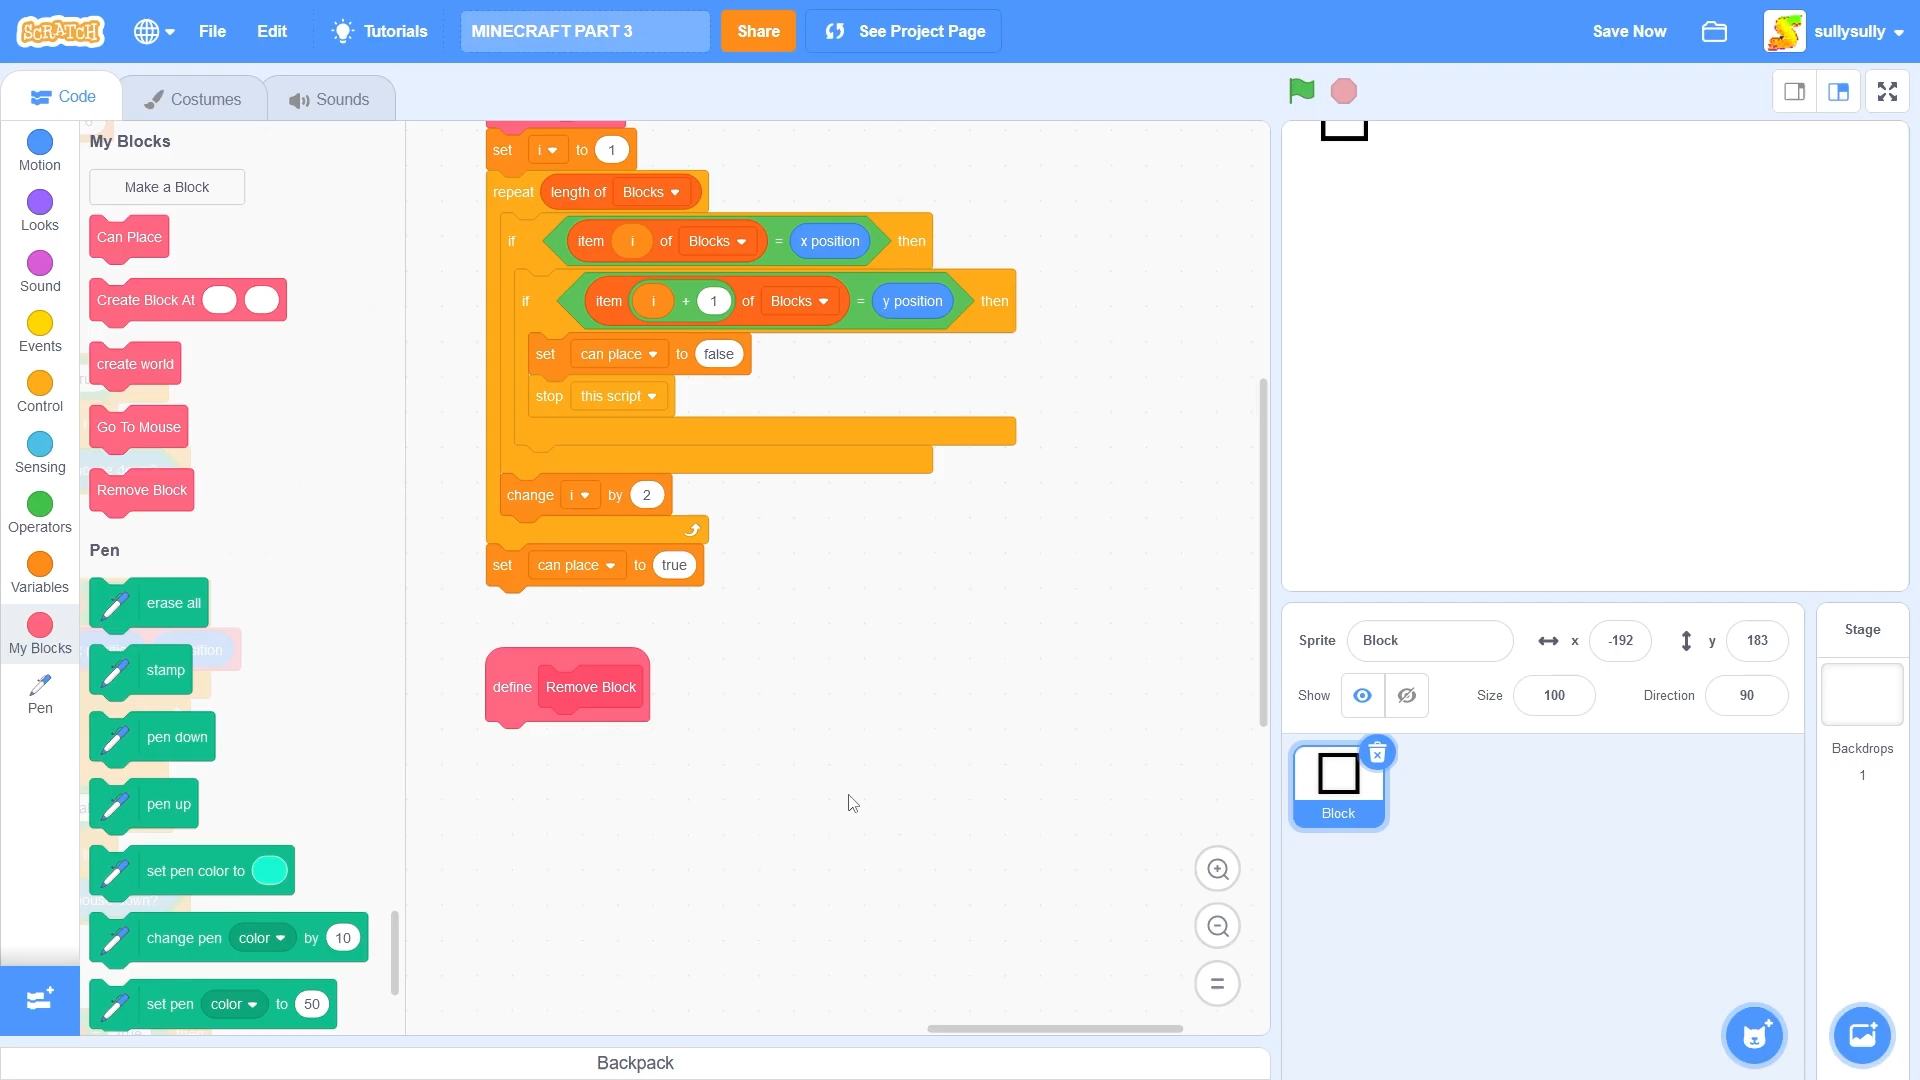 SCRATCH
File
Edit
Tutorials
MINECRAFT PART 3
Share
See Project Page
Save Now
sullysully
Code
Costumes
Sounds
Motion
Looks
Sound
Events
Control
Sensing
Operators
Variables
My Blocks
Pen
My Blocks
Make a Block
Can Place
Create Block At
create world
Go To Mouse
Remove Block
Pen
erase all
stamp
pen down
pen up
set pen color to
change pen color by 10
set pen color to 50
set i to 1
repeat length of Blocks
if item i of Blocks = x position then
if item i + 1 of Blocks = y position then
set can place to false
stop this script
change i by 2
set can place to true
define Remove Block
Backpack
Sprite Block x -192 y 183
Show Size 100 Direction 90
Block
Stage
Backdrops
1